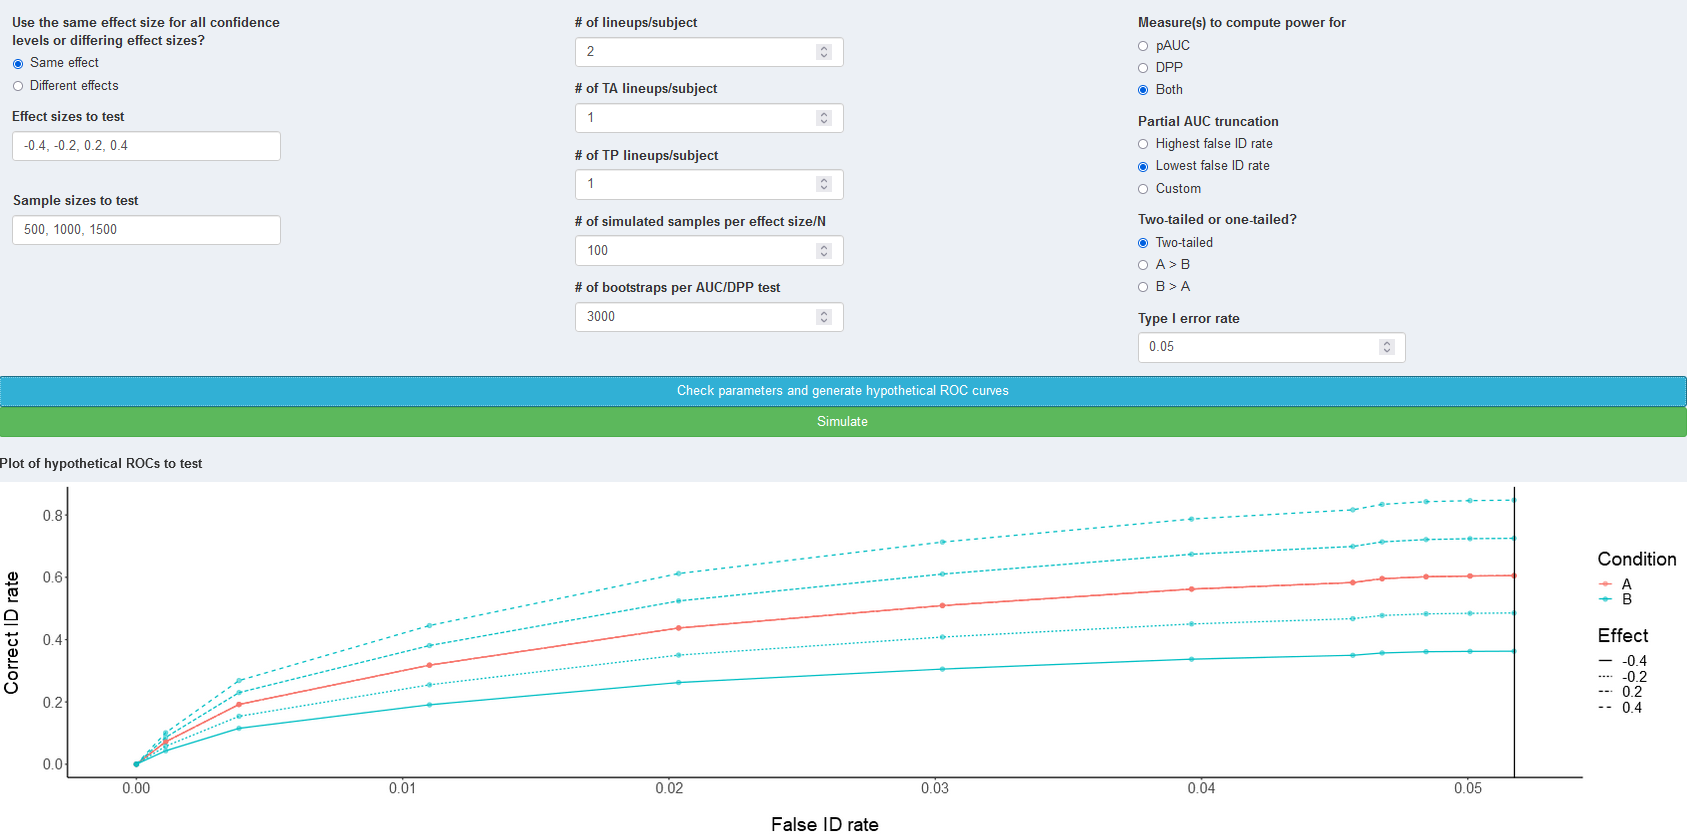 Use the same effect size for all confidence
levels or differing effect sizes?
Same effect
Different effects
Effect sizes to test
-0.4, -0.2, 0.2, 0.4
Sample sizes to test
500, 1000, 1500
# of lineups/subject
2
# of TA lineups/subject
1
# of TP lineups/subject
1
# of simulated samples per effect size/N
100
# of bootstraps per AUC/DPP test
3000
Measure(s) to compute power for
pAUC
DPP
Both
Partial AUC truncation
Highest false ID rate
Lowest false ID rate
Custom
Two-tailed or one-tailed?
Two-tailed
A > B
B > A
Type I error rate
0.05
Check parameters and generate hypothetical ROC curves
Simulate
Plot of hypothetical ROCs to test
Correct ID rate
0.8
0.6
0.4
0.2
0.0
0.00
0.01
0.02
0.03
0.04
0.05
False ID rate
Condition
A
B
Effect
-0.4
-0.2
0.2
0.4